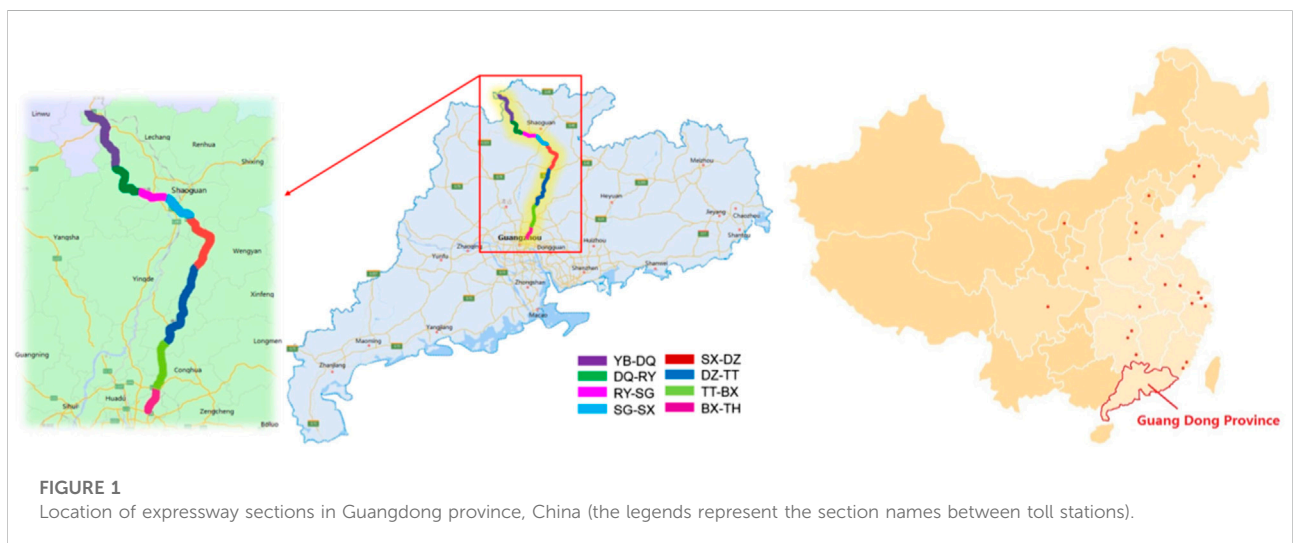 Linwu
Lechang
Renhua
Shixing
Shaoguan
Yangsha
Wengyan
Yingde
Xinfeng
Guangning
Longmen
Conghua
Huadu
Sihui
Zengcheng
Shaoguan
Meizhou
Heyuan
Jieyang
Chaozhou
Shantou
Guangzhou
Zhaoqing
Dongguan
Huizhou
Yunfu
Shenzhen
Shanwei
Zhongshan
Macao
Yangjiang
Maoming
Zhanjiang
YB-DQ
DQ-RY
RY-SG
SG-SX
SX-DZ
DZ-TT
TT-BX
BX-TH
Guang Dong Province
FIGURE 1
Location of expressway sections in Guangdong province, China (the legends represent the section names between toll stations).